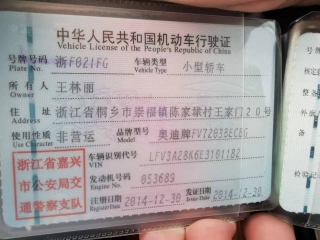 中华人民共和国机动车行驶证
Vehicle License of the People's Republic of China
号牌号码 浙F021FG 车辆类型 小型轿车
Plate No. Vehicle Type
所有人 王林丽
Owner
住址 浙江省桐乡市崇福镇陈家埭村王家门20号
Address
使用性质 非营运 品牌型号 奥迪牌FV7203BECBG
Use Character Model
浙江省嘉兴
市公安局交
通警察支队
车辆识别代号 LFV3A28K6E3101182
VIN
发动机号码 053689
Engine No.
注册日期 2014-12-30 发证日期 2014-12-30
Register Date Issue Date